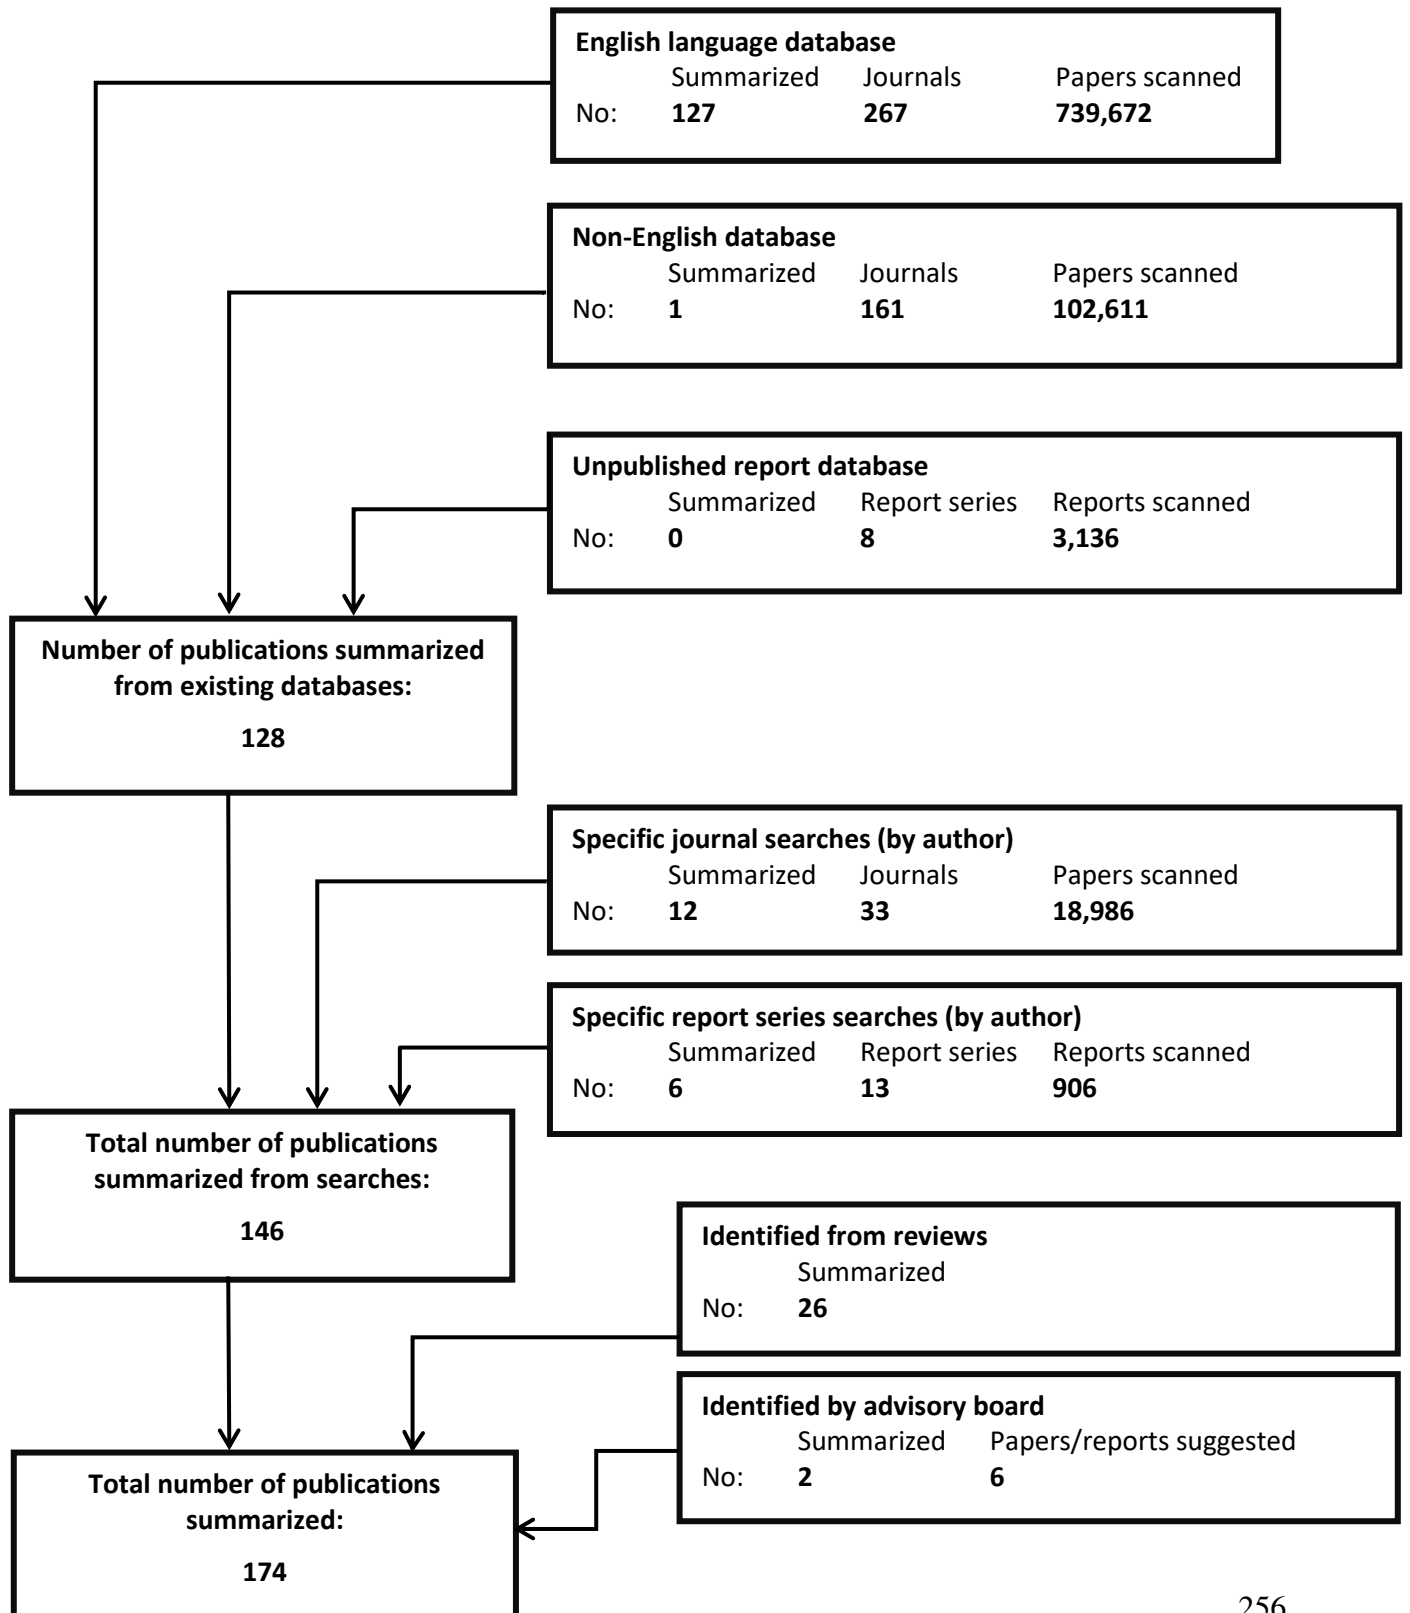 English language database
Summarized Journals Papers scanned
No: 127 267 739,672
Non-English database
Summarized Journals Papers scanned
No: 1 161 102,611
Unpublished report database
Summarized Report series Reports scanned
No: 0 8 3,136
Number of publications summarized
from existing databases:
128
Specific journal searches (by author)
Summarized Journals Papers scanned
No: 12 33 18,986
Specific report series searches (by author)
Summarized Report series Reports scanned
No: 6 13 906
Total number of publications
summarized from searches:
146
Identified from reviews
Summarized
No: 26
Identified by advisory board
Summarized Papers/reports suggested
No: 2 6
Total number of publications
summarized:
174
256